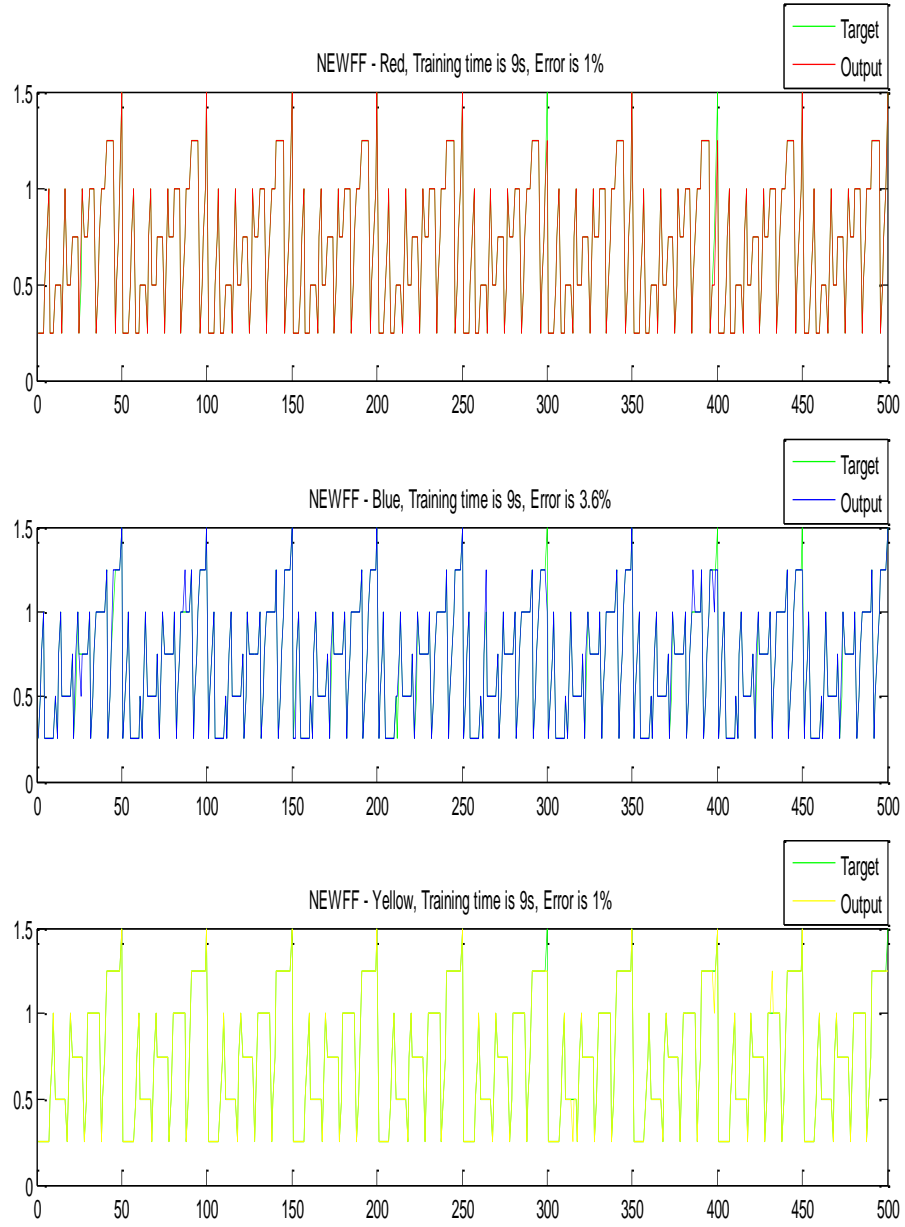 Target
Output
NEWFF - Red, Training time is 9s, Error is 1%
1.5
1
0.5
0
0 50 100 150 200 250 300 350 400 450 500
Target
Output
NEWFF - Blue, Training time is 9s, Error is 3.6%
1.5
1
0.5
0
0 50 100 150 200 250 300 350 400 450 500
Target
Output
NEWFF - Yellow, Training time is 9s, Error is 1%
1.5
1
0.5
0
0 50 100 150 200 250 300 350 400 450 500